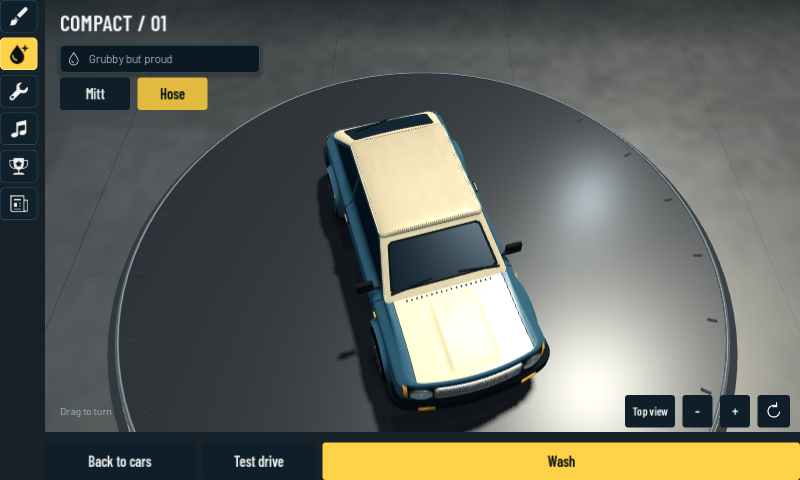 COMPACT / 01
Grubby but proud
Mitt
Hose
Drag to turn
Top view
-
+
Back to cars
Test drive
Wash